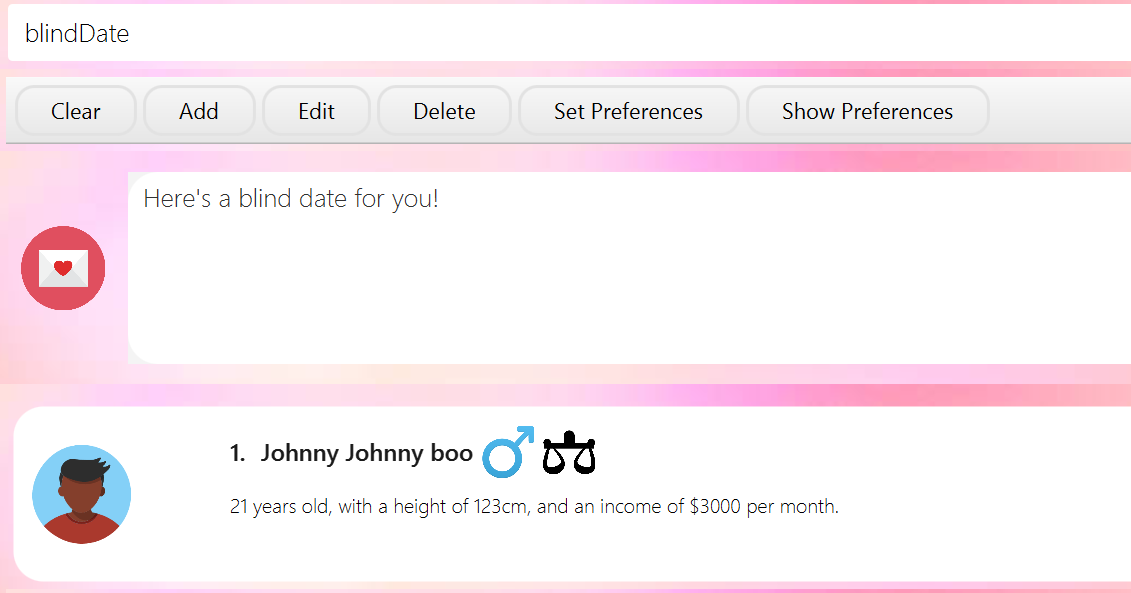 blindDate
Clear Add Edit Delete Set Preferences Show Preferences
Here's a blind date for you!
1. Johnny Johnny boo
21 years old, with a height of 123cm, and an income of $3000 per month.